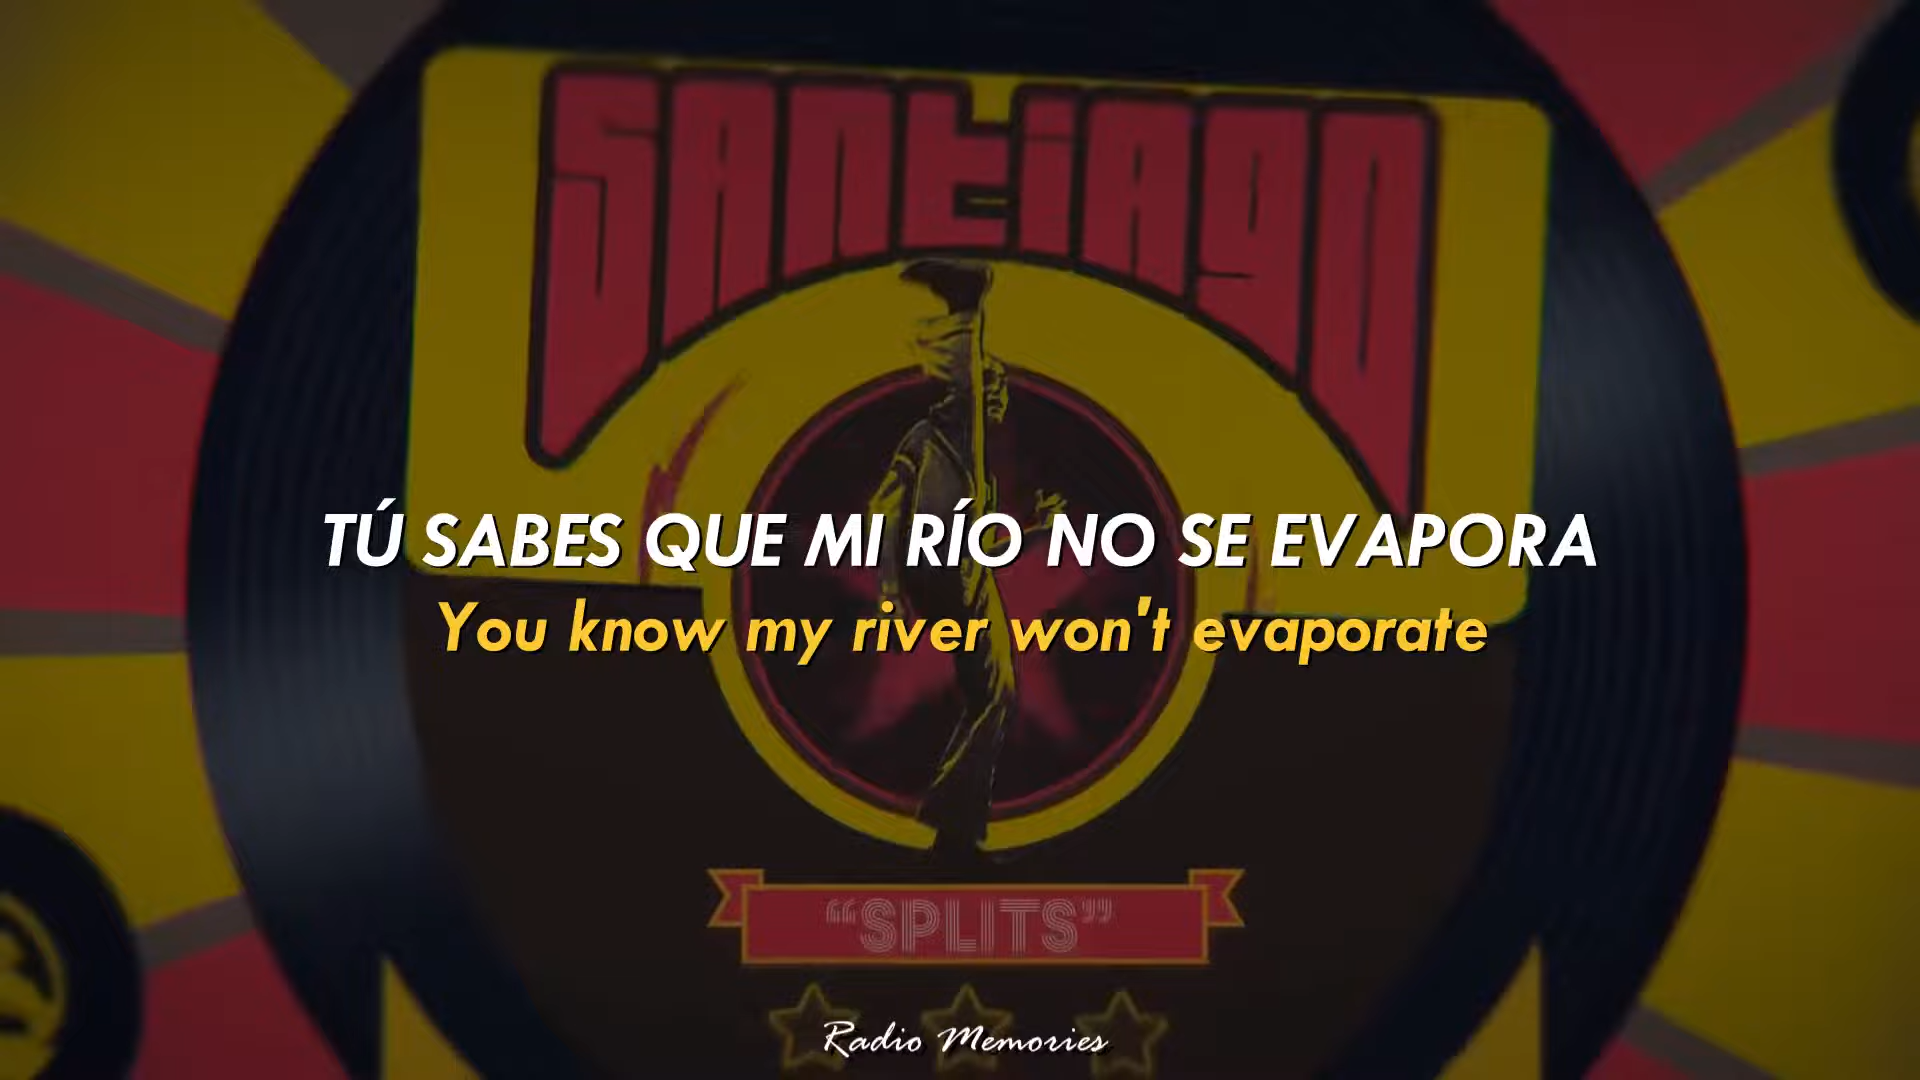 SANTIAGO
TÚ SABES QUE MI RÍO NO SE EVAPORA
You know my river won't evaporate
"SPLITS"
Radio Memories